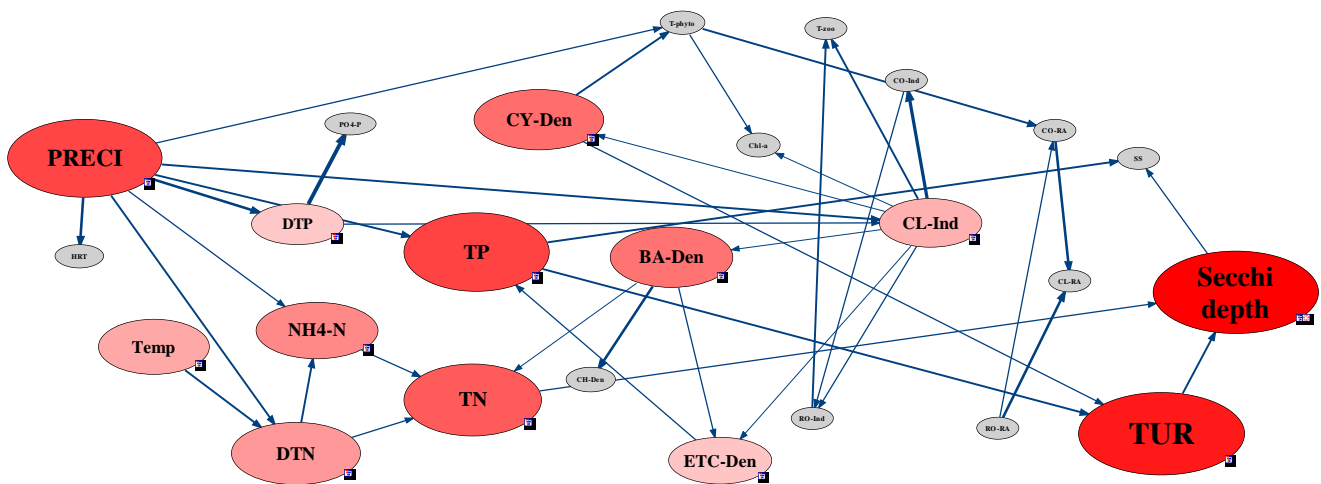 T-phyto
T-zoo
CO-Ind
CY-Den
PO4-P
CO-RA
Chl-a
PRECI
SS
DTP
CL-Ind
TP
BA-Den
HRT
CL-RA
Secchi
depth
NH4-N
Temp
CH-Den
TN
RO-Ind
RO-RA
TUR
DTN
ETC-Den